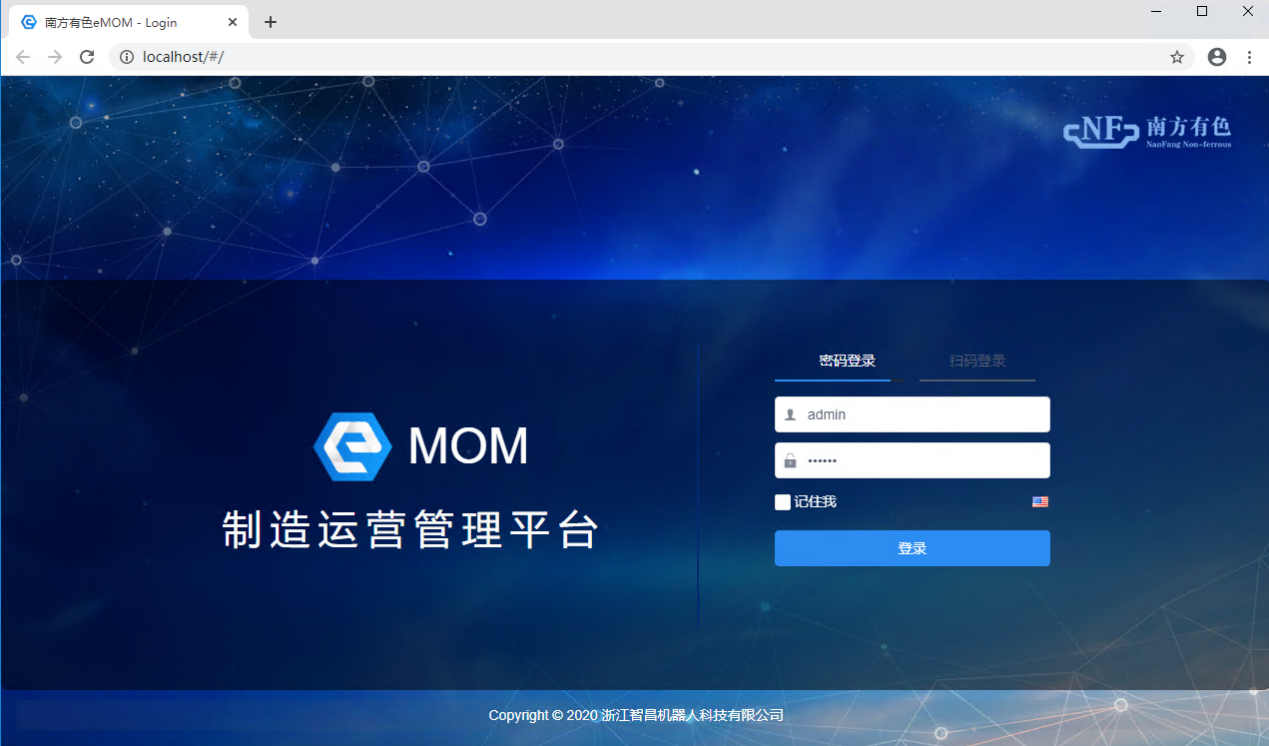 南方有色eMOM - Login
localhost/#/
NF 南方有色
NanFang Non-ferrous
密码登录 扫码登录
admin
••••••
e MOM
制造运营管理平台
记住我
登录
Copyright © 2020 浙江智昌机器人科技有限公司